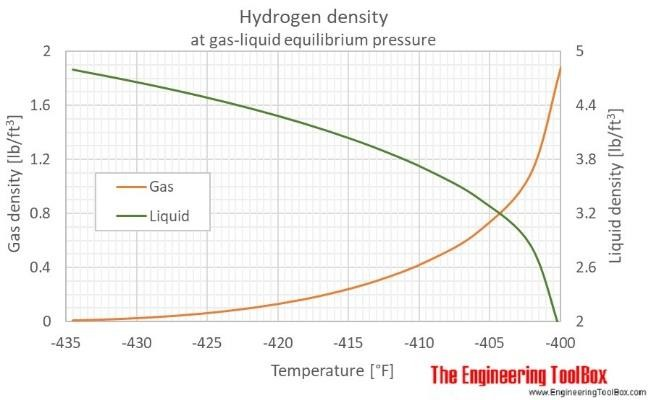 Hydrogen density
at gas-liquid equilibrium pressure
2
1.6
1.2
0.8
0.4
0
Gas density [lb/ft³]
Gas
Liquid
5
4.4
3.8
3.2
2.6
2
Liquid density [lb/ft³]
-435 -430 -425 -420 -415 -410 -405 -400
Temperature [°F]
The Engineering ToolBox
www.EngineeringToolBox.com